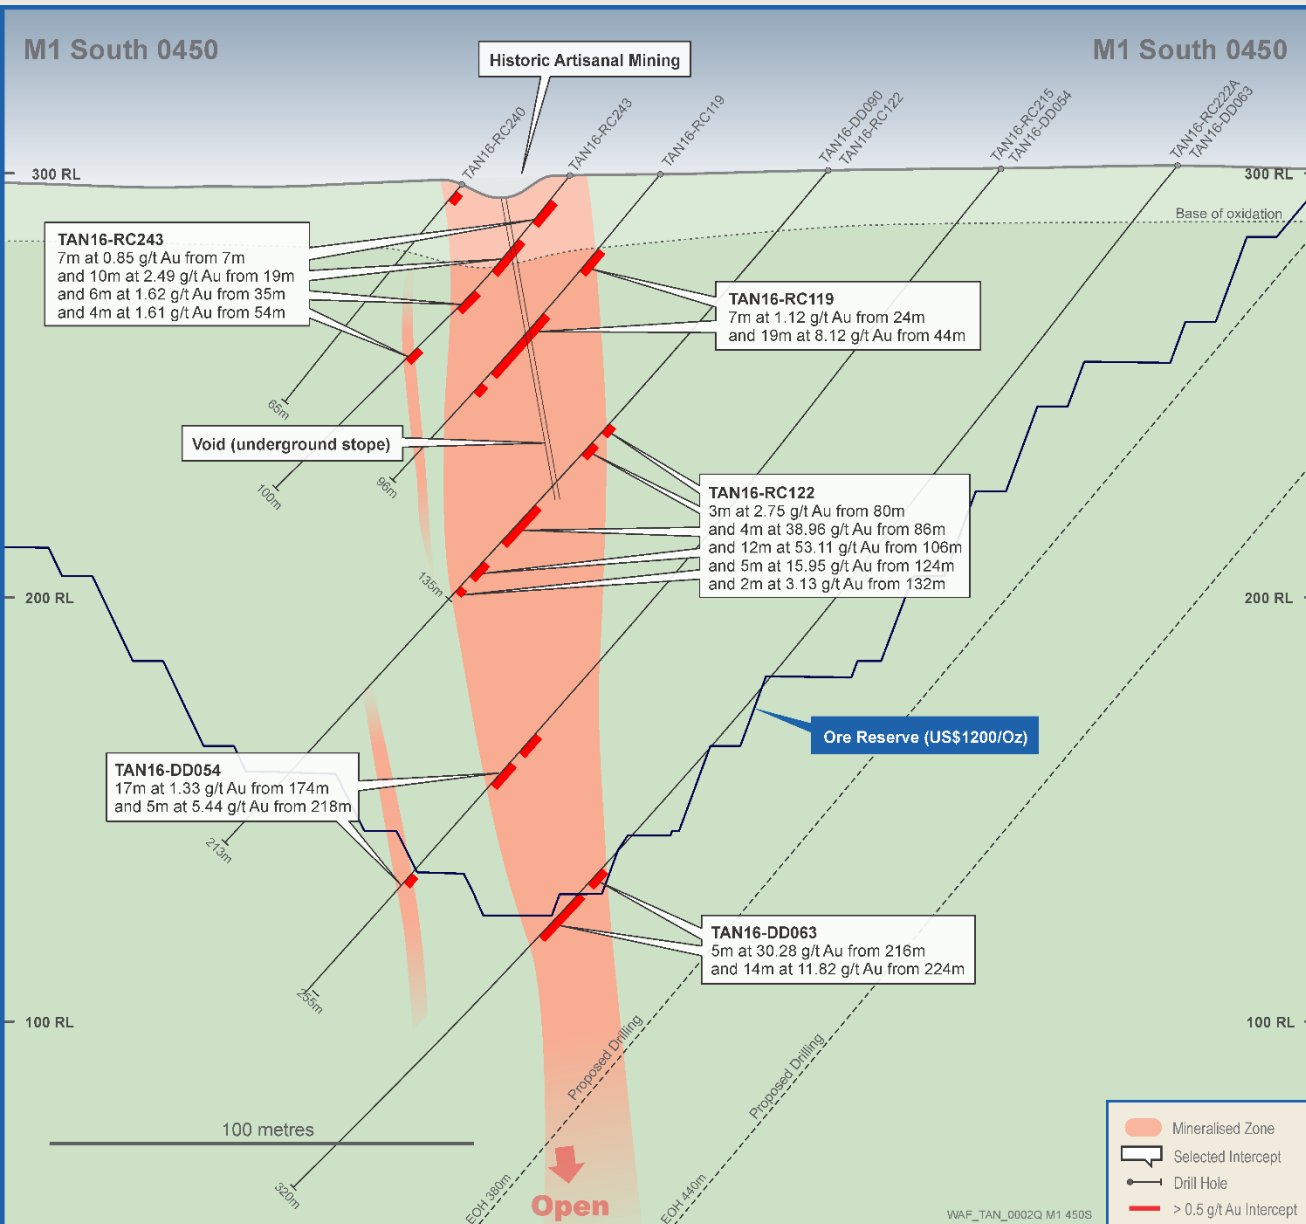 M1 South 0450
M1 South 0450
Historic Artisanal Mining
TAN16-RC240
TAN16-RC243
TAN16-RC119
TAN16-DD090
TAN16-RC122
TAN16-RC215
TAN16-DD054
TAN16-RC222A
TAN16-DD063
300 RL
300 RL
Base of oxidation
TAN16-RC243
7m at 0.85 g/t Au from 7m
and 10m at 2.49 g/t Au from 19m
and 6m at 1.62 g/t Au from 35m
and 4m at 1.61 g/t Au from 54m
TAN16-RC119
7m at 1.12 g/t Au from 24m
and 19m at 8.12 g/t Au from 44m
65m
Void (underground stope)
100m
96m
TAN16-RC122
3m at 2.75 g/t Au from 80m
and 4m at 38.96 g/t Au from 86m
and 12m at 53.11 g/t Au from 106m
and 5m at 15.95 g/t Au from 124m
and 2m at 3.13 g/t Au from 132m
135m
200 RL
200 RL
Ore Reserve (US$1200/Oz)
TAN16-DD054
17m at 1.33 g/t Au from 174m
and 5m at 5.44 g/t Au from 218m
213m
TAN16-DD063
5m at 30.28 g/t Au from 216m
and 14m at 11.82 g/t Au from 224m
255m
100 RL
100 RL
Proposed Drilling
Proposed Drilling
100 metres
320m
EOH 380m
EOH 440m
Open
Mineralised Zone
Selected Intercept
Drill Hole
> 0.5 g/t Au Intercept
WAF_TAN_0002Q M1 450S